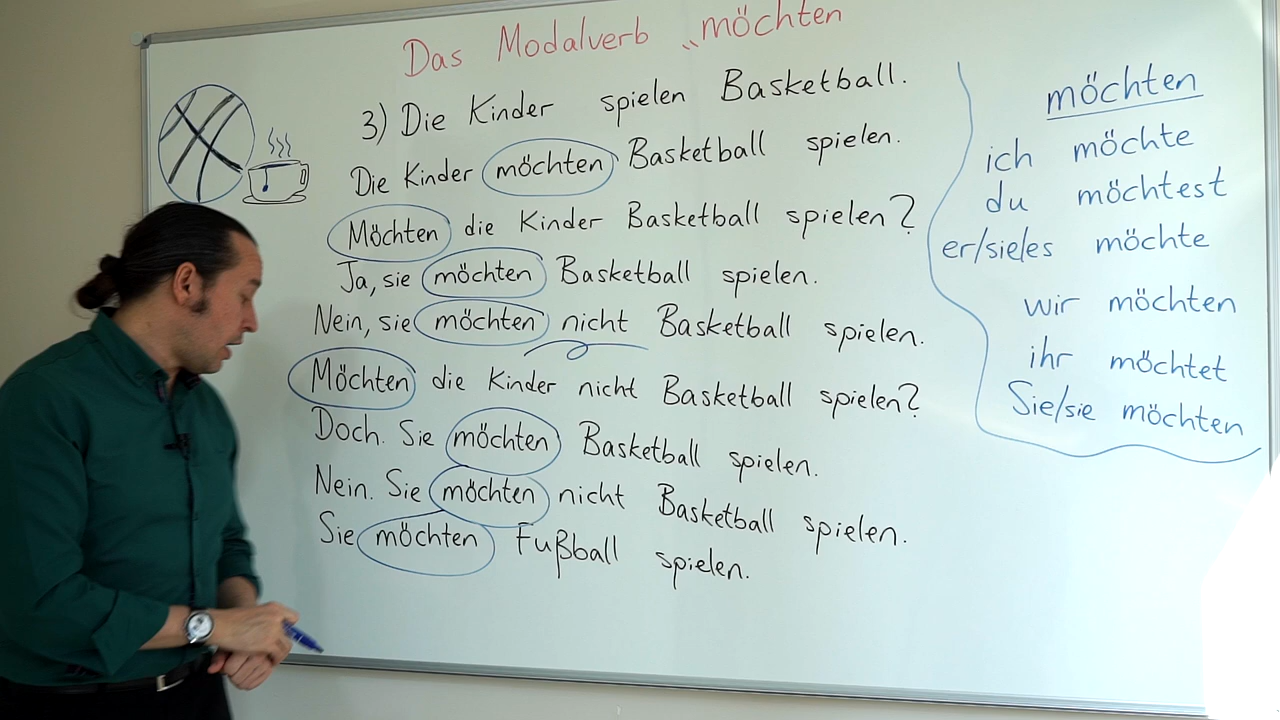 Das Modalverb „möchten
3) Die Kinder spielen Basketball.
Die Kinder möchten Basketball spielen.
Möchten die Kinder Basketball spielen?
Ja, sie möchten Basketball spielen.
Nein, sie möchten nicht Basketball spielen.
Möchten die Kinder nicht Basketball spielen?
Doch. Sie möchten Basketball spielen.
Nein. Sie möchten nicht Basketball spielen.
Sie möchten Fußball spielen.
möchten
ich möchte
du möchtest
er/sie/es möchte
wir möchten
ihr möchtet
Sie/sie möchten